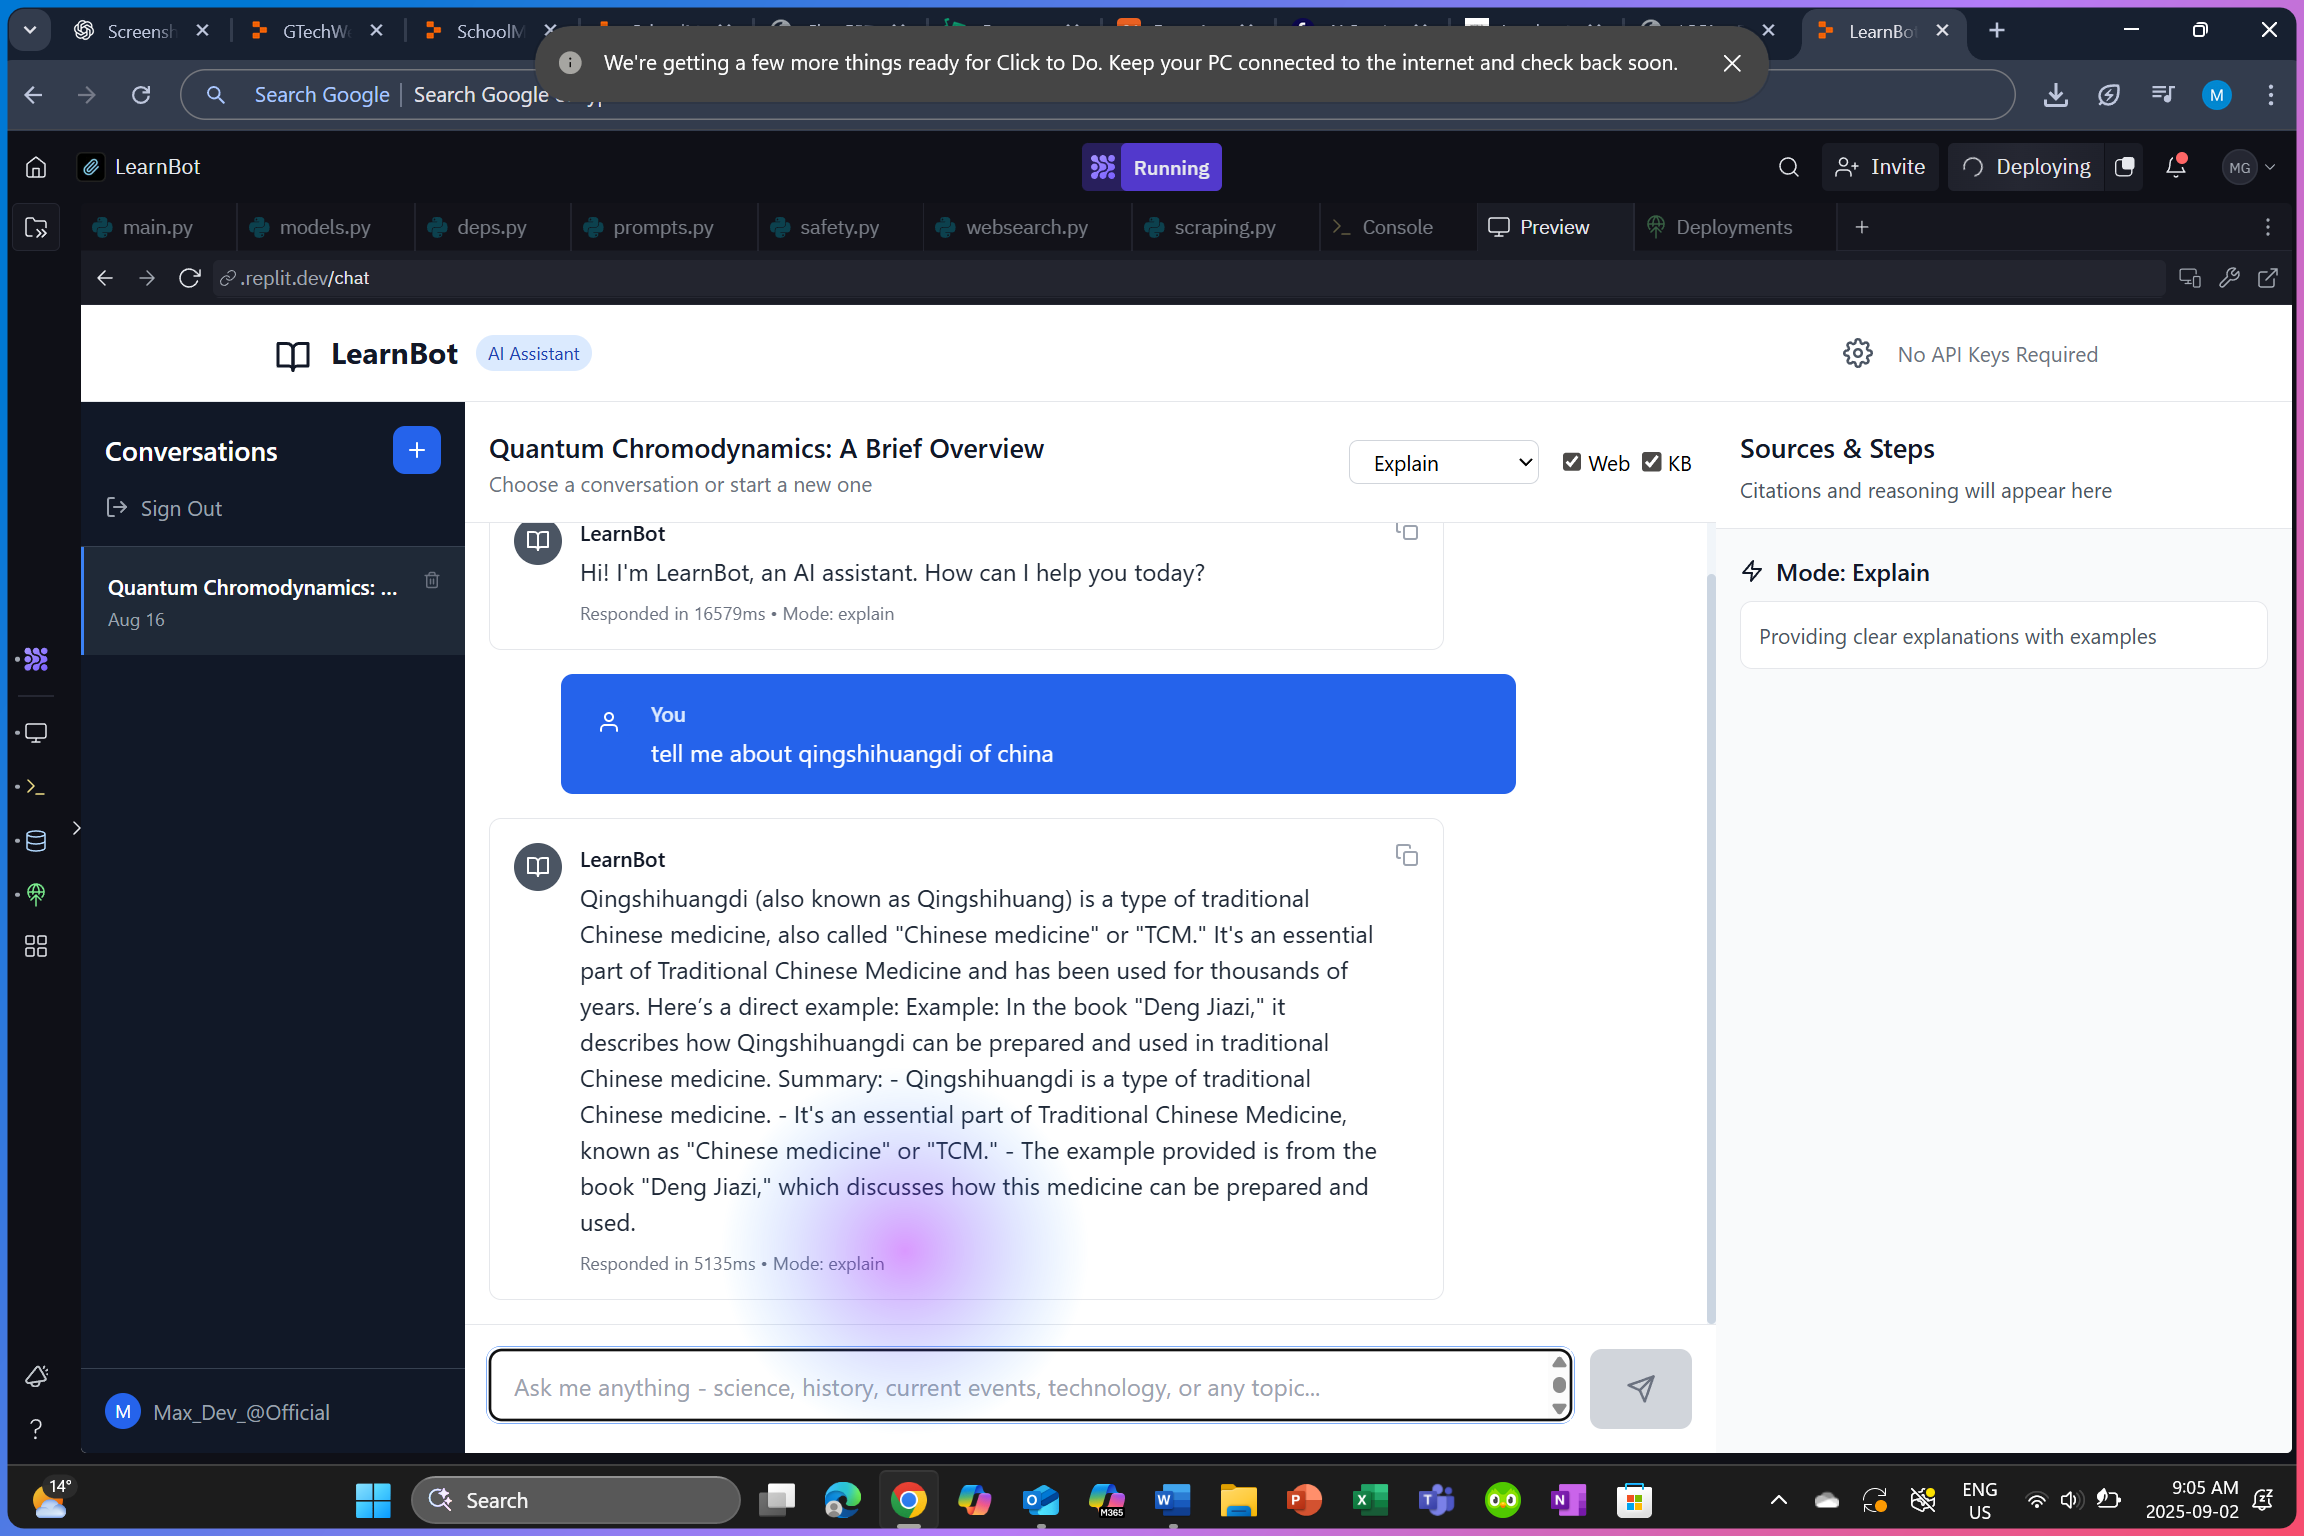 Screensh
GTechWe
SchoolM
LearnBo
We're getting a few more things ready for Click to Do. Keep your PC connected to the internet and check back soon.
Search Google
Search Google
M
LearnBot
Running
Invite
Deploying
MG
main.py
models.py
deps.py
prompts.py
safety.py
websearch.py
scraping.py
Console
Preview
Deployments
.replit.dev/chat
LearnBot
AI Assistant
No API Keys Required
Conversations
+
Sign Out
Quantum Chromodynamics: ...
Aug 16
Quantum Chromodynamics: A Brief Overview
Choose a conversation or start a new one
Explain
Web
KB
Sources & Steps
Citations and reasoning will appear here
Mode: Explain
Providing clear explanations with examples
LearnBot
Hi! I'm LearnBot, an AI assistant. How can I help you today?
Responded in 16579ms • Mode: explain
You
tell me about qingshihuangdi of china
LearnBot
Qingshihuangdi (also known as Qingshihuang) is a type of traditional
Chinese medicine, also called "Chinese medicine" or "TCM." It's an essential
part of Traditional Chinese Medicine and has been used for thousands of
years. Here’s a direct example: Example: In the book "Deng Jiazi," it
describes how Qingshihuangdi can be prepared and used in traditional
Chinese medicine. Summary: - Qingshihuangdi is a type of traditional
Chinese medicine. - It's an essential part of Traditional Chinese Medicine,
known as "Chinese medicine" or "TCM." - The example provided is from the
book "Deng Jiazi," which discusses how this medicine can be prepared and
used.
Responded in 5135ms • Mode: explain
Ask me anything - science, history, current events, technology, or any topic...
M
Max_Dev_@Official
?
14°
Search
M365
ENG
US
9:05 AM
2025-09-02